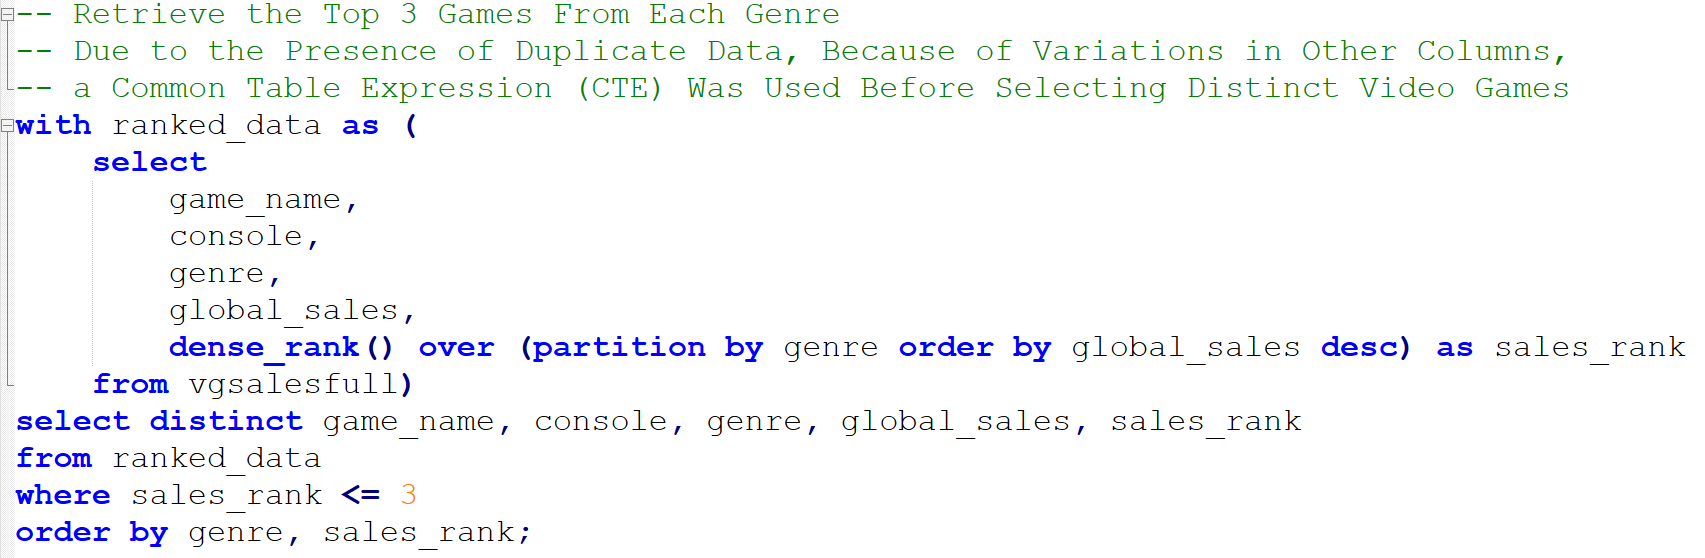 -- Retrieve the Top 3 Games From Each Genre
-- Due to the Presence of Duplicate Data, Because of Variations in Other Columns,
-- a Common Table Expression (CTE) Was Used Before Selecting Distinct Video Games
with ranked_data as (
    select
        game_name,
        console,
        genre,
        global_sales,
        dense_rank() over (partition by genre order by global_sales desc) as sales_rank
    from vgsalesfull)
select distinct game_name, console, genre, global_sales, sales_rank
from ranked_data
where sales_rank <= 3
order by genre, sales_rank;